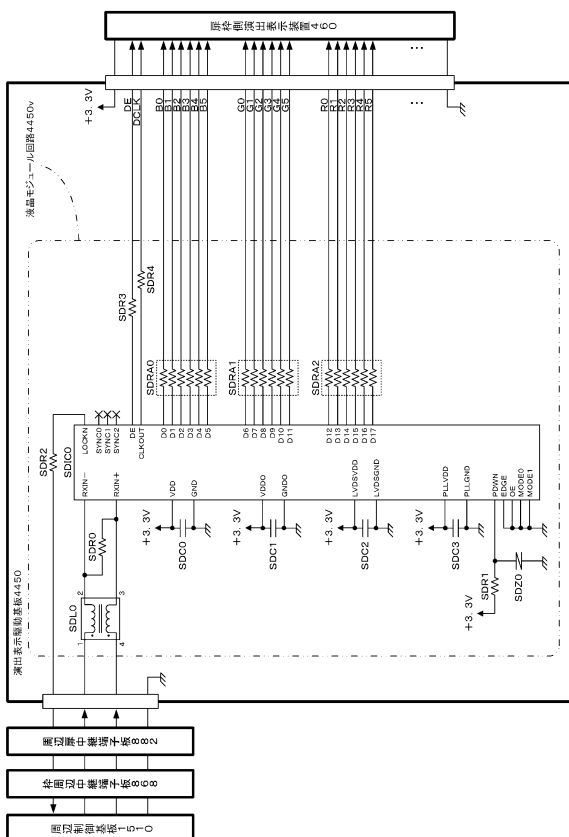 扉枠側演出表示装置460
+3. 3V
DE
DCLK
B0
B1
B2
B3
B4
B5
G0
G1
G2
G3
G4
G5
R0
R1
R2
R3
R4
R5
...
...
液晶モジュール回路4450v
SDR3
SDR4
SDRA0
SDRA1
SDRA2
SDR2
SDIC0
LOCKN
SYNC0
SYNC1
SYNC2
DE
CLKOUT
D0
D1
D2
D3
D4
D5
D6
D7
D8
D9
D10
D11
D12
D13
D14
D15
D16
D17
RXIN−
RXIN+
VDD
GND
VDDO
GNDO
LVDSVDD
LVDSGND
PLLVDD
PLLGND
PDWN
EDGE
OE
MODE0
MODE1
SDR0
+3. 3V
SDC0
+3. 3V
SDC1
+3. 3V
SDC2
+3. 3V
SDC3
SDR1
SDZ0
+3. 3V
SDL0
1
2
3
4
演出表示駆動基板4450
周辺扉中継端子板882
枠周辺中継端子板868
周辺制御基板1510